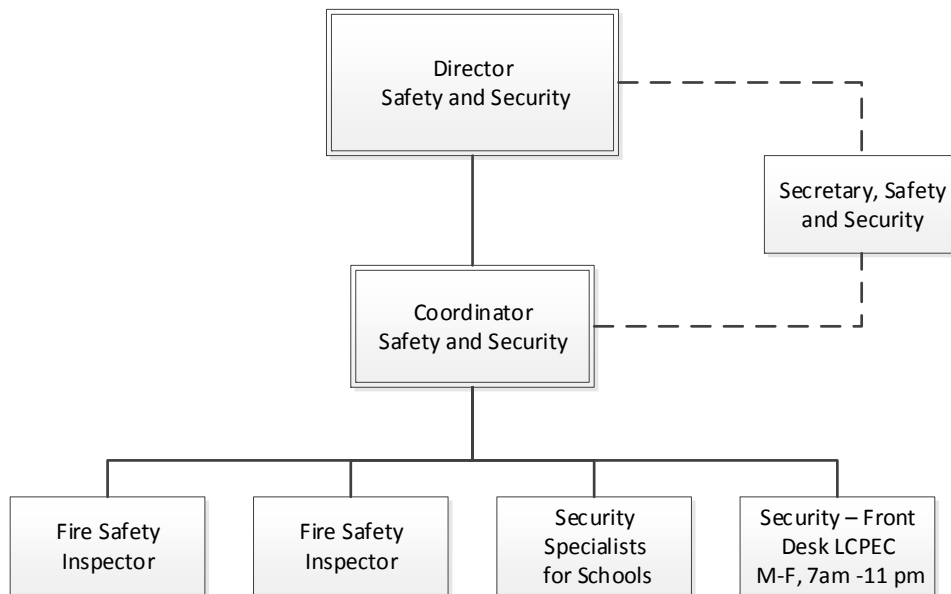 Director
Safety and Security
Secretary, Safety
and Security
Coordinator
Safety and Security
Fire Safety
Inspector
Fire Safety
Inspector
Security
Specialists
for Schools
Security – Front
Desk LCPEC
M-F, 7am -11 pm